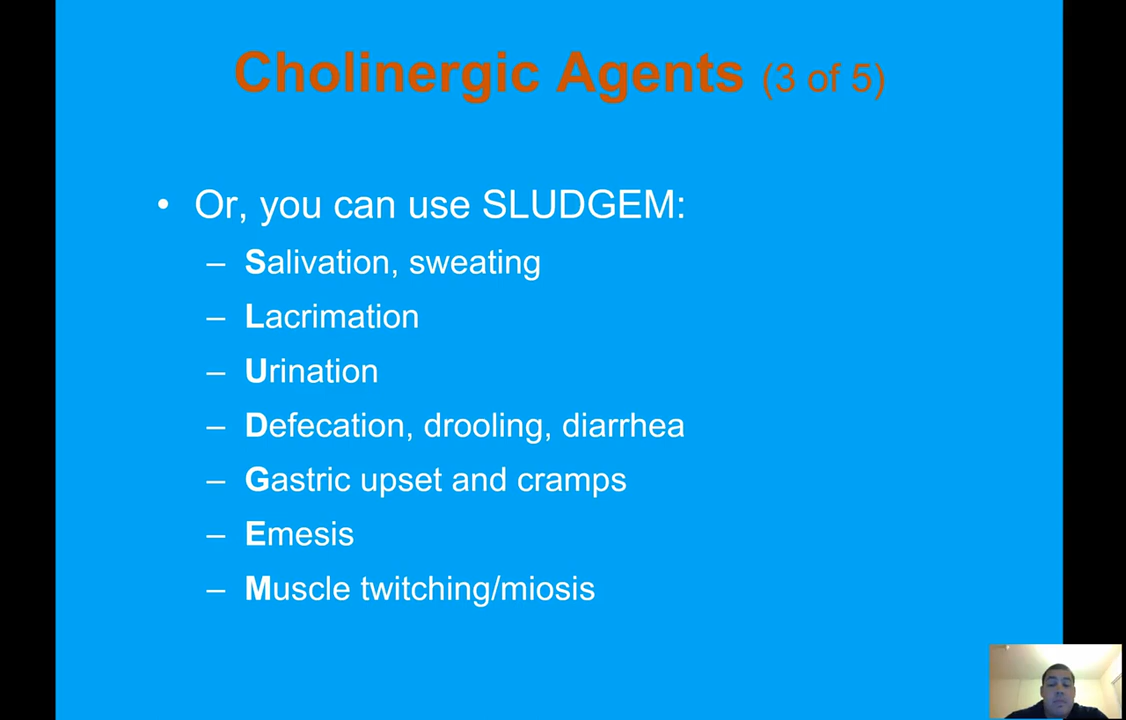 Cholinergic Agents (3 of 5)
• Or, you can use SLUDGEM:
– Salivation, sweating
– Lacrimation
– Urination
– Defecation, drooling, diarrhea
– Gastric upset and cramps
– Emesis
– Muscle twitching/miosis